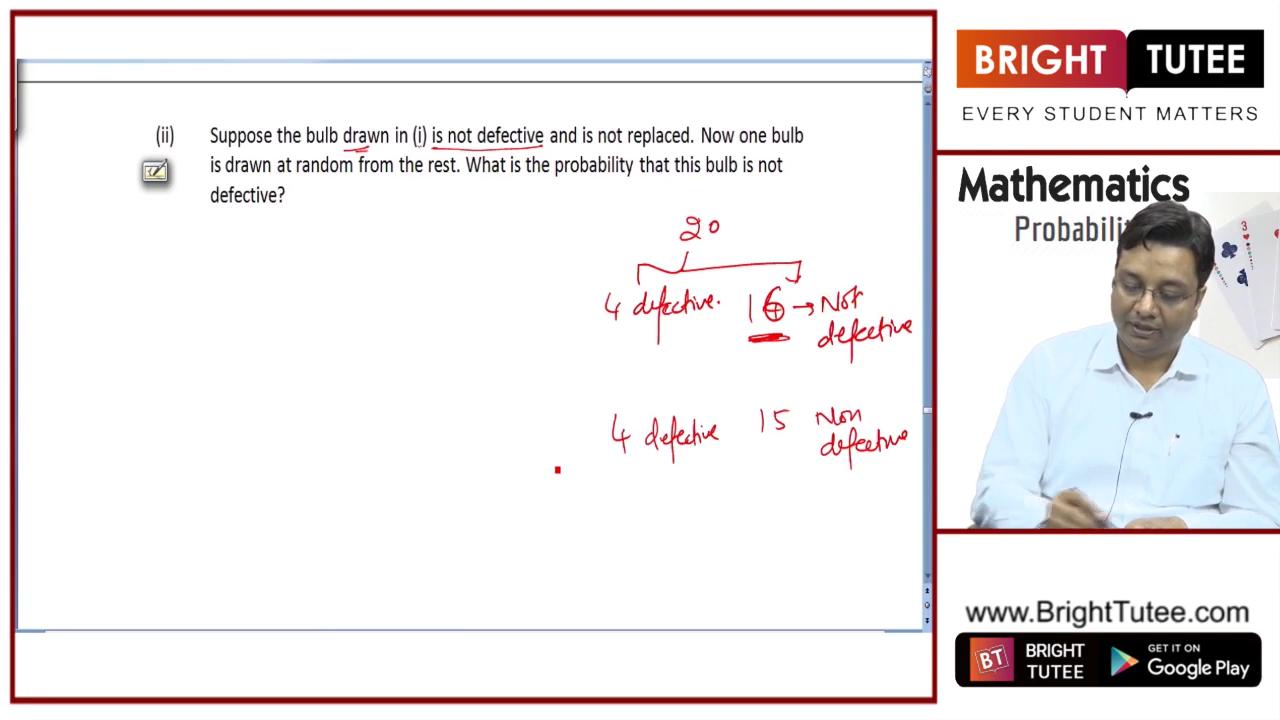 (ii) Suppose the bulb drawn in (i) is not defective and is not replaced. Now one bulb
is drawn at random from the rest. What is the probability that this bulb is not
defective?
20
4 defective. 16 → Not
defective
4 defective 15 Non
defective
BRIGHT TUTEE
EVERY STUDENT MATTERS
Mathematics
Probabili
3
www.BrightTutee.com
BT BRIGHT TUTEE
GET IT ON
Google Play